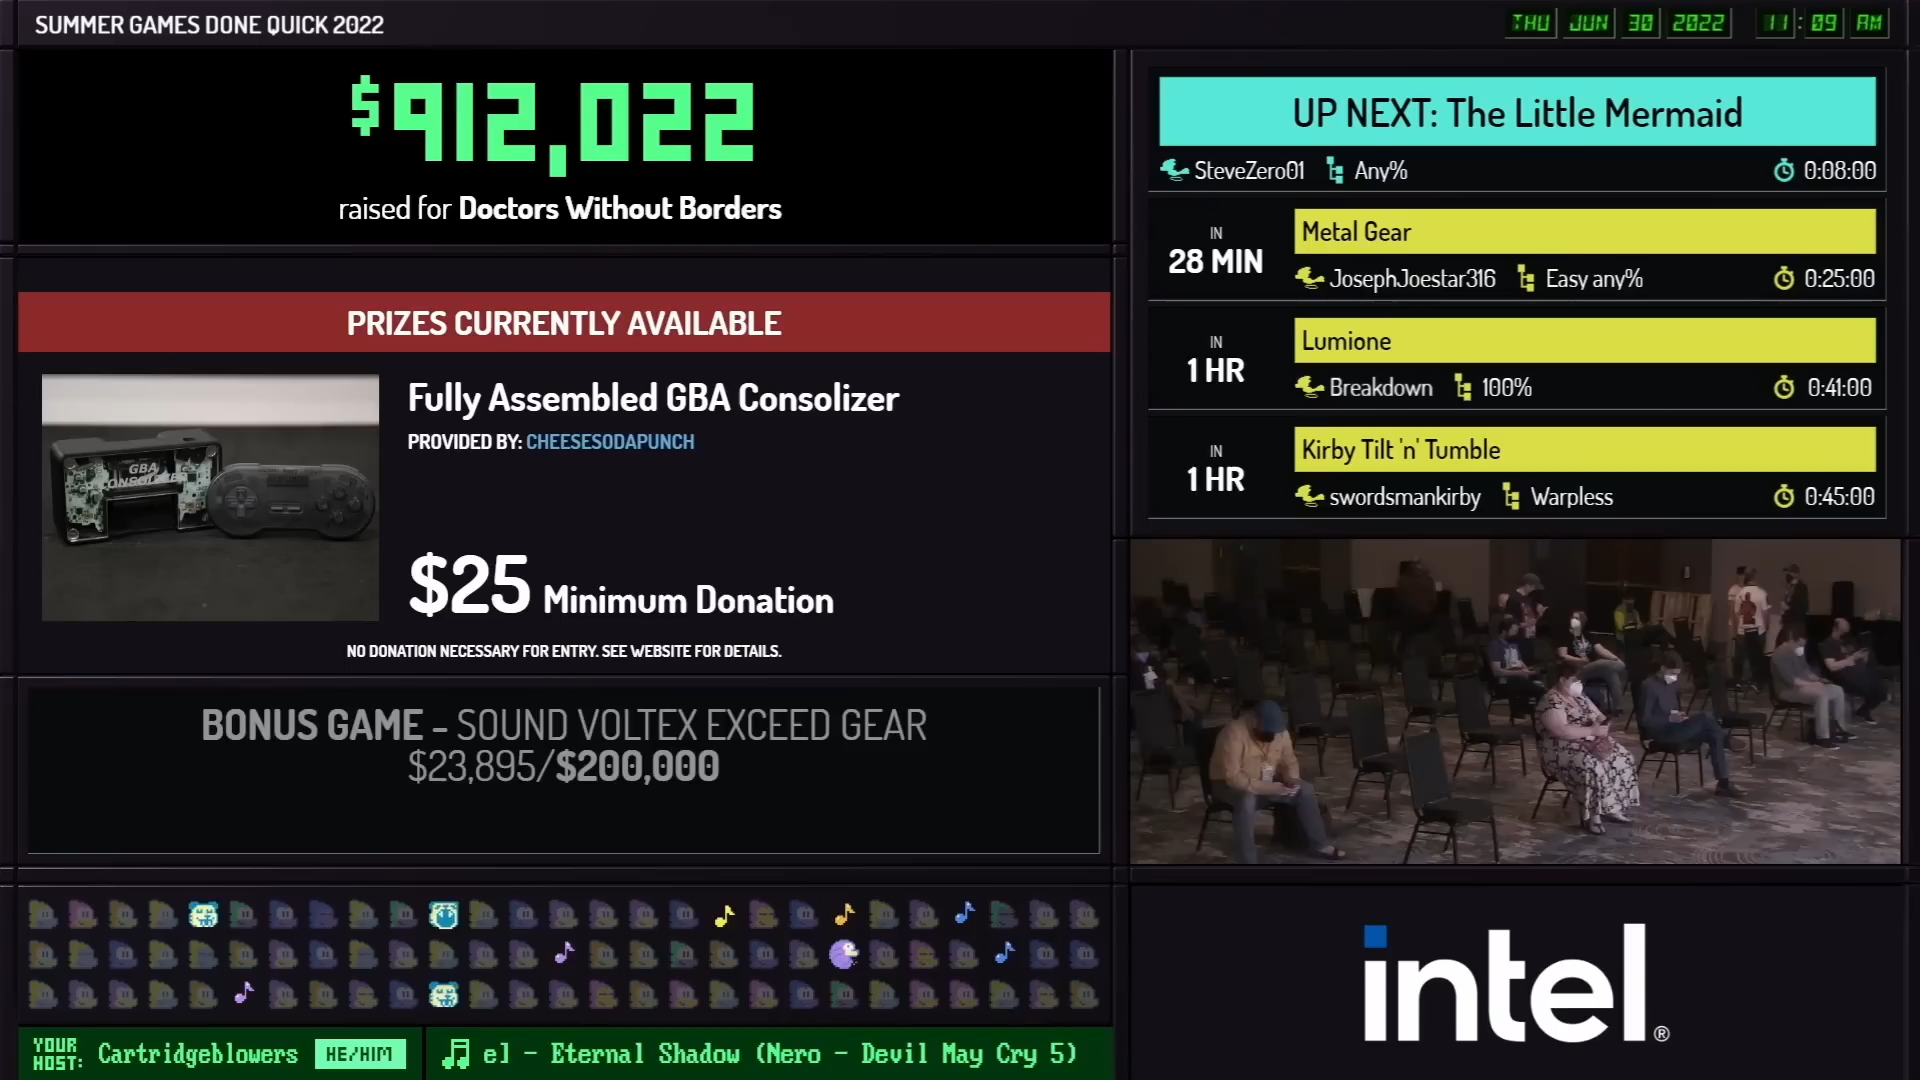 SUMMER GAMES DONE QUICK 2022
THU JUN 30 2022 11:09 AM
$912,022
raised for Doctors Without Borders
PRIZES CURRENTLY AVAILABLE
GBA
CONSOLIZER
Fully Assembled GBA Consolizer
PROVIDED BY: CHEESESODAPUNCH
$25 Minimum Donation
NO DONATION NECESSARY FOR ENTRY. SEE WEBSITE FOR DETAILS.
BONUS GAME - SOUND VOLTEX EXCEED GEAR
$23,895/$200,000
YOUR HOST: Cartridgeblowers HE/HIM
e] - Eternal Shadow (Nero - Devil May Cry 5)
UP NEXT: The Little Mermaid
SteveZero01 Any% 0:08:00
IN 28 MIN
Metal Gear
JosephJoestar316 Easy any% 0:25:00
IN 1 HR
Lumione
Breakdown 100% 0:41:00
IN 1 HR
Kirby Tilt 'n' Tumble
swordsmankirby Warpless 0:45:00
intel®